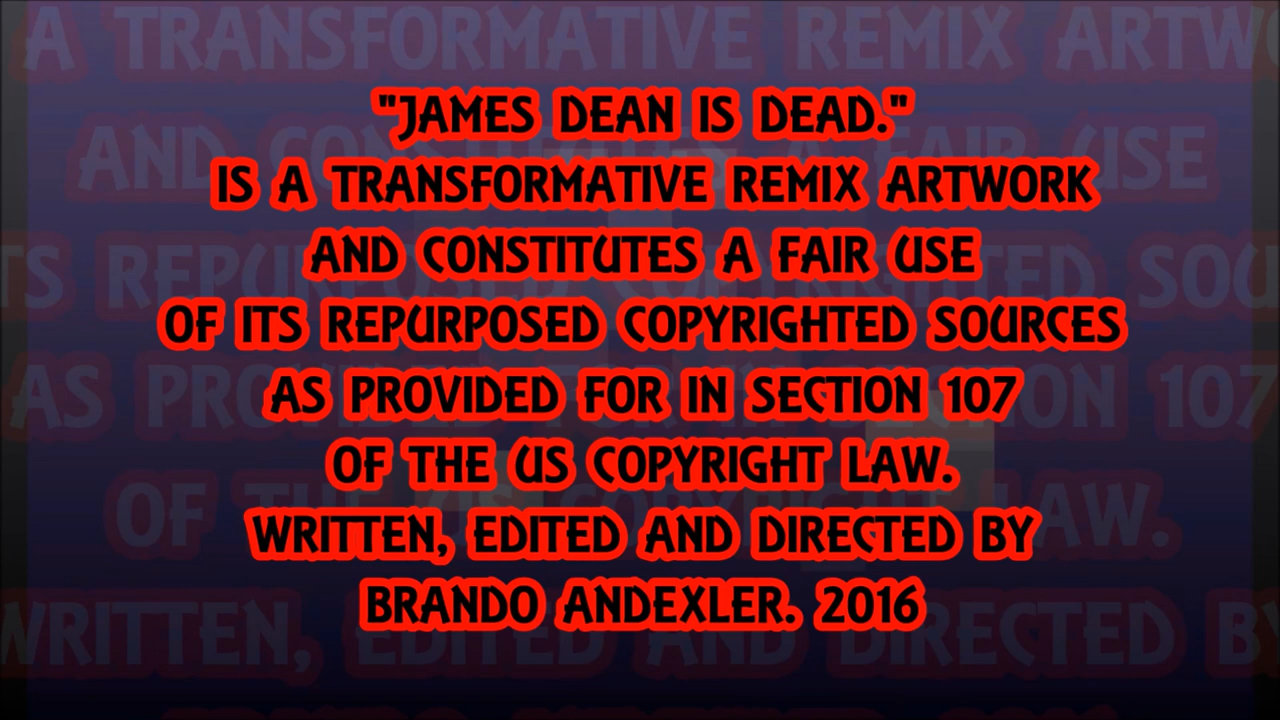 "JAMES DEAN IS DEAD."
IS A TRANSFORMATIVE REMIX ARTWORK
AND CONSTITUTES A FAIR USE
OF ITS REPURPOSED COPYRIGHTED SOURCES
AS PROVIDED FOR IN SECTION 107
OF THE US COPYRIGHT LAW.
WRITTEN, EDITED AND DIRECTED BY
BRANDO ANDEXLER. 2016